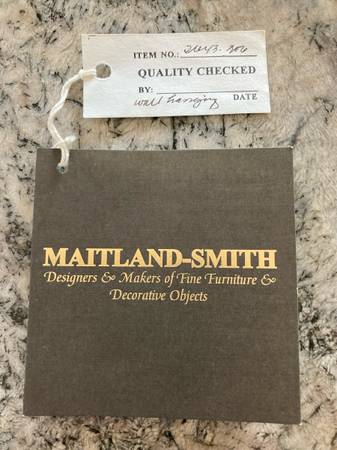 ITEM NO.:
QUALITY CHECKED
BY:
wall hanging DATE
MAITLAND-SMITH
Designers & Makers of Fine Furniture &
Decorative Objects